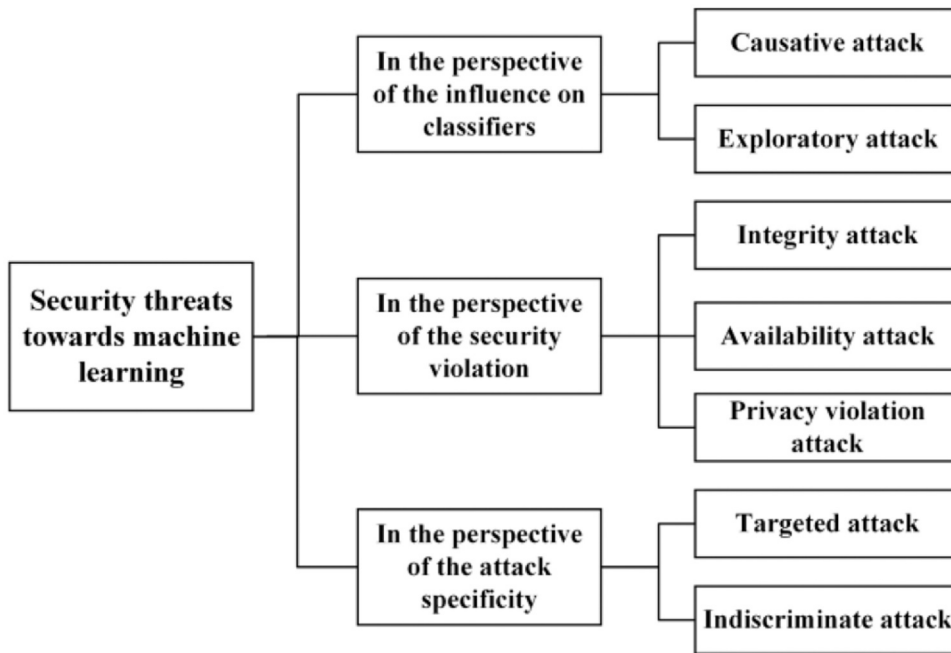 Security threats
towards machine
learning
In the perspective
of the influence on
classifiers
Causative attack
Exploratory attack
In the perspective
of the security
violation
Integrity attack
Availability attack
Privacy violation
attack
In the perspective
of the attack
specificity
Targeted attack
Indiscriminate attack